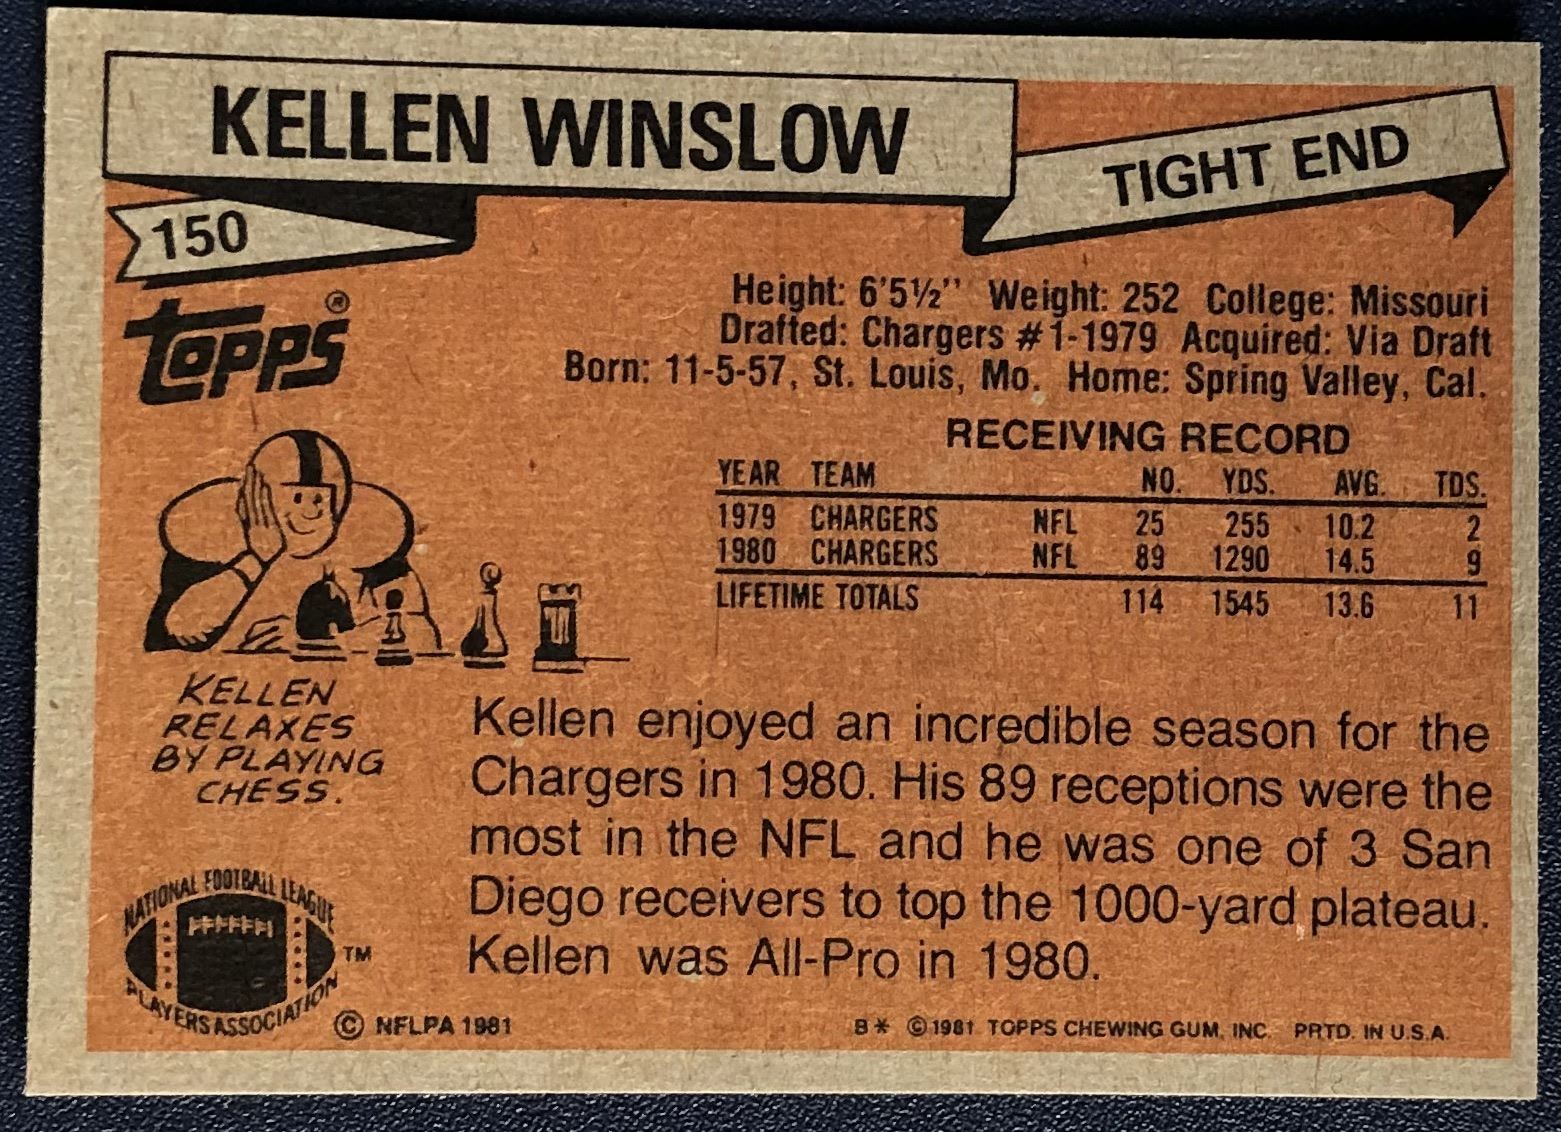 KELLEN WINSLOW
TIGHT END
150
TOPPS®
Height: 6'5½" Weight: 252 College: Missouri
Drafted: Chargers #1-1979 Acquired: Via Draft
Born: 11-5-57, St. Louis, Mo. Home: Spring Valley, Cal.
RECEIVING RECORD
YEAR TEAM NO. YDS. AVG. TDS.
1979 CHARGERS NFL 25 255 10.2 2
1980 CHARGERS NFL 89 1290 14.5 9
LIFETIME TOTALS 114 1545 13.6 11
KELLEN
RELAXES
BY PLAYING
CHESS.
Kellen enjoyed an incredible season for the
Chargers in 1980. His 89 receptions were the
most in the NFL and he was one of 3 San
Diego receivers to top the 1000-yard plateau.
Kellen was All-Pro in 1980.
NATIONAL FOOTBALL LEAGUE
PLAYERS ASSOCIATION
TM
© NFLPA 1981
B* © 1981 TOPPS CHEWING GUM, INC. PRTD. IN U.S.A.